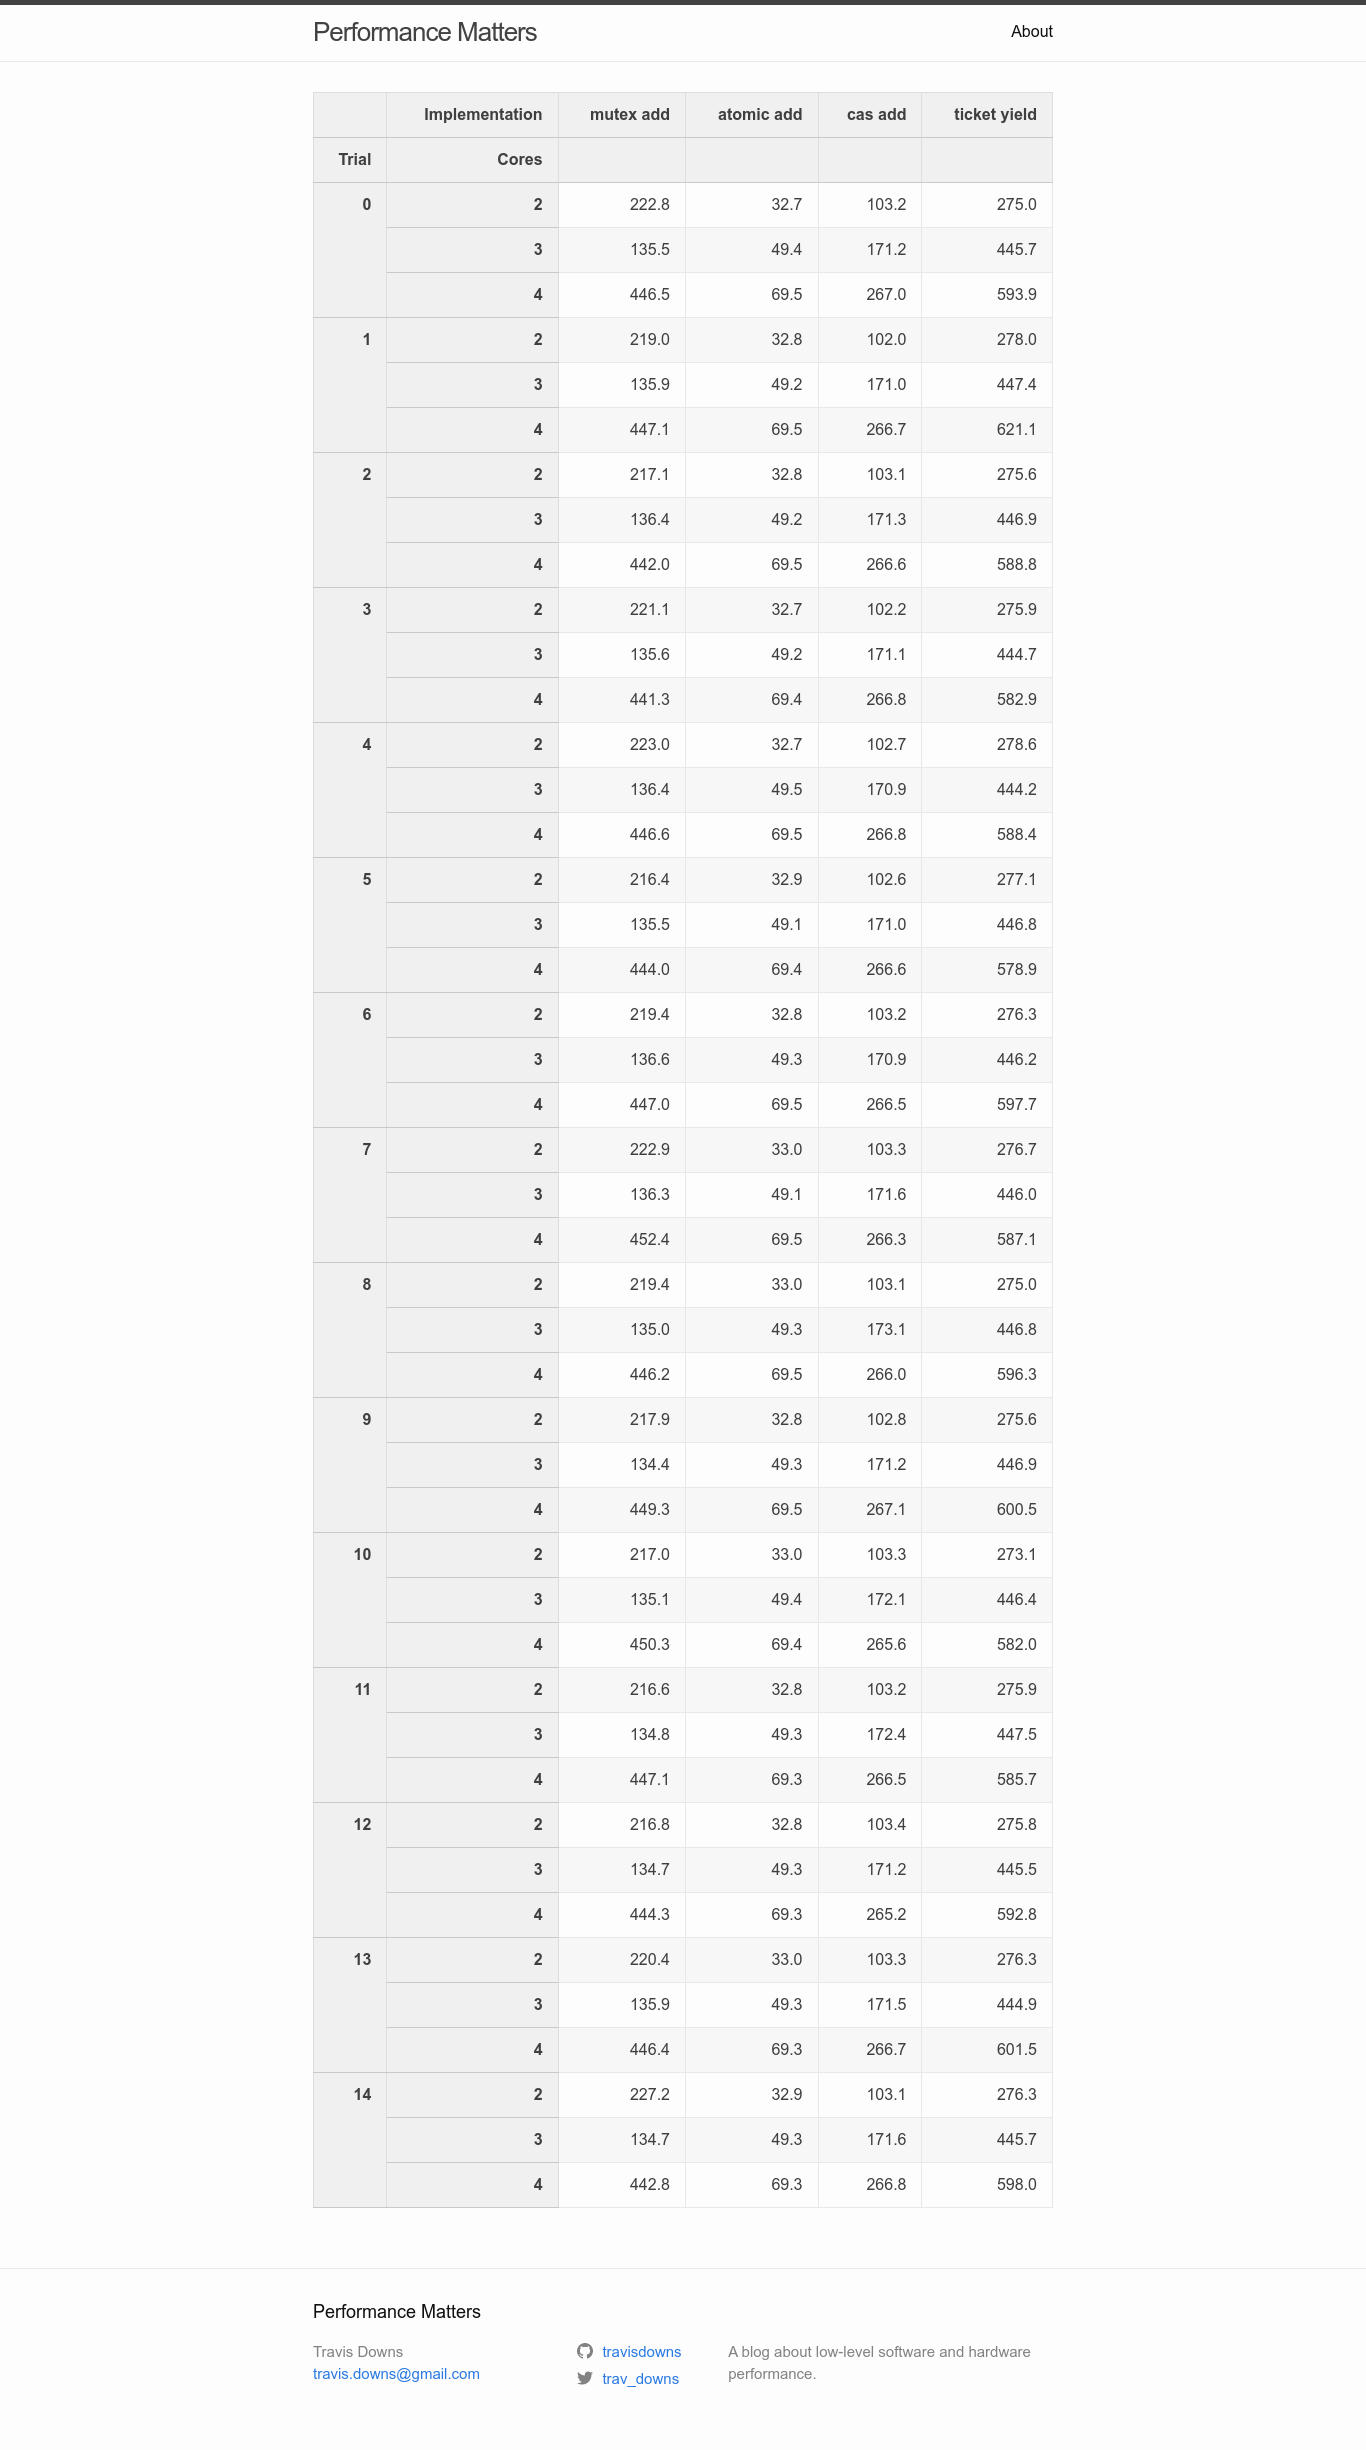 Performance Matters About
Implementation mutex add atomic add cas add ticket yield
Trial Cores
0 2 222.8 32.7 103.2 275.0
3 135.5 49.4 171.2 445.7
4 446.5 69.5 267.0 593.9
1 2 219.0 32.8 102.0 278.0
3 135.9 49.2 171.0 447.4
4 447.1 69.5 266.7 621.1
2 2 217.1 32.8 103.1 275.6
3 136.4 49.2 171.3 446.9
4 442.0 69.5 266.6 588.8
3 2 221.1 32.7 102.2 275.9
3 135.6 49.2 171.1 444.7
4 441.3 69.4 266.8 582.9
4 2 223.0 32.7 102.7 278.6
3 136.4 49.5 170.9 444.2
4 446.6 69.5 266.8 588.4
5 2 216.4 32.9 102.6 277.1
3 135.5 49.1 171.0 446.8
4 444.0 69.4 266.6 578.9
6 2 219.4 32.8 103.2 276.3
3 136.6 49.3 170.9 446.2
4 447.0 69.5 266.5 597.7
7 2 222.9 33.0 103.3 276.7
3 136.3 49.1 171.6 446.0
4 452.4 69.5 266.3 587.1
8 2 219.4 33.0 103.1 275.0
3 135.0 49.3 173.1 446.8
4 446.2 69.5 266.0 596.3
9 2 217.9 32.8 102.8 275.6
3 134.4 49.3 171.2 446.9
4 449.3 69.5 267.1 600.5
10 2 217.0 33.0 103.3 273.1
3 135.1 49.4 172.1 446.4
4 450.3 69.4 265.6 582.0
11 2 216.6 32.8 103.2 275.9
3 134.8 49.3 172.4 447.5
4 447.1 69.3 266.5 585.7
12 2 216.8 32.8 103.4 275.8
3 134.7 49.3 171.2 445.5
4 444.3 69.3 265.2 592.8
13 2 220.4 33.0 103.3 276.3
3 135.9 49.3 171.5 444.9
4 446.4 69.3 266.7 601.5
14 2 227.2 32.9 103.1 276.3
3 134.7 49.3 171.6 445.7
4 442.8 69.3 266.8 598.0
Performance Matters
Travis Downs
travis.downs@gmail.com
travisdowns
trav_downs
A blog about low-level software and hardware
performance.